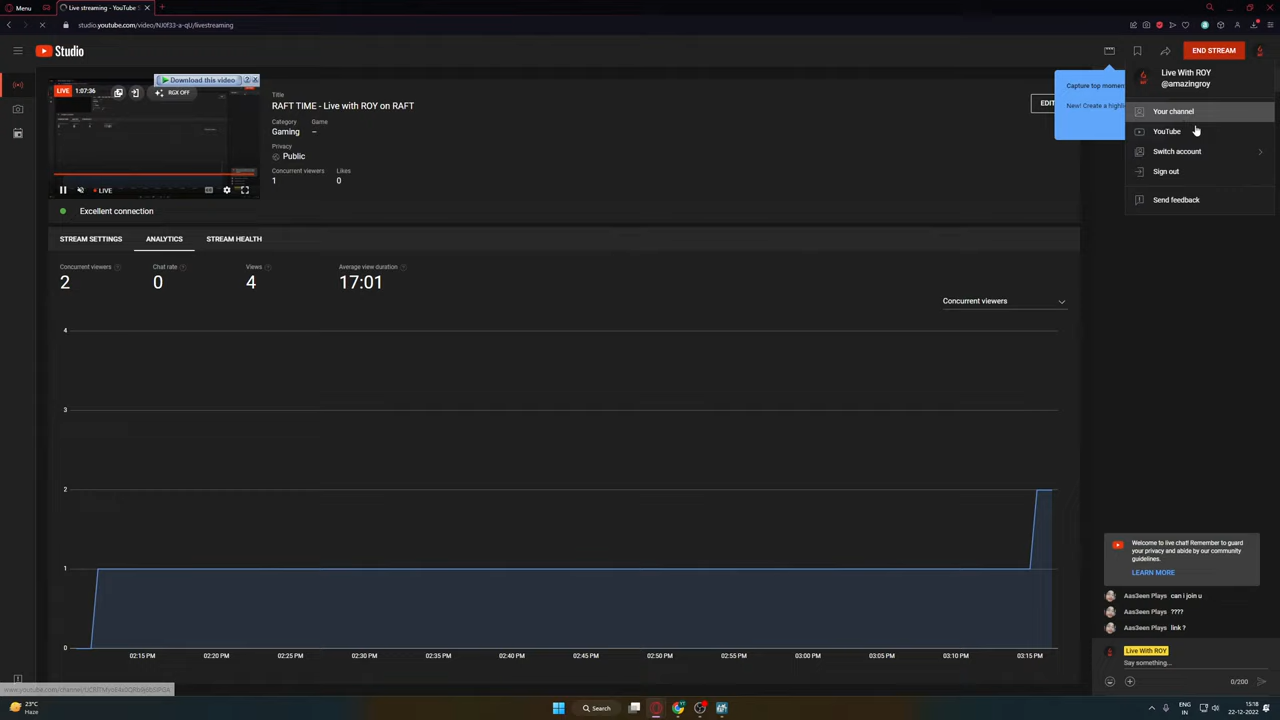 Menu
Live streaming - YouTube S
studio.youtube.com/video/NJ0f33-a-qU/livestreaming
Studio
END STREAM
Download this video
RGX OFF
LIVE 1:07:36
LIVE
Title
RAFT TIME - Live with ROY on RAFT
Category Game
Gaming –
Privacy
Public
Concurrent viewers Likes
1 0
EDIT
Capture top momen
New! Create a highli
Live With ROY
@amazingroy
Your channel
YouTube
Switch account
Sign out
Send feedback
Excellent connection
STREAM SETTINGS ANALYTICS STREAM HEALTH
Concurrent viewers Chat rate Views Average view duration
2 0 4 17:01
Concurrent viewers
4
3
2
1
0
02:15 PM 02:20 PM 02:25 PM 02:30 PM 02:35 PM 02:40 PM 02:45 PM 02:50 PM 02:55 PM 03:00 PM 03:05 PM 03:10 PM 03:15 PM
Welcome to live chat! Remember to guard
your privacy and abide by our community
guidelines.
LEARN MORE
Aas3een Plays can i join u
Aas3een Plays ????
Aas3een Plays link ?
Live With ROY
Say something...
0/200
23°C
Haze
Search
ENG
IN
15:18
22-12-2022